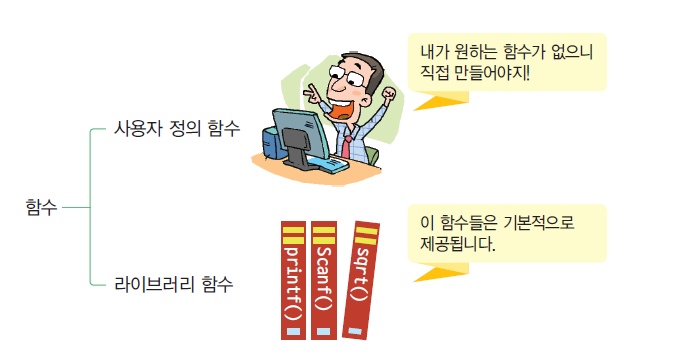 내가 원하는 함수가 없으니
직접 만들어야지!
사용자 정의 함수
함수
이 함수들은 기본적으로
제공됩니다.
라이브러리 함수
printf()
Scanf()
sqrt()